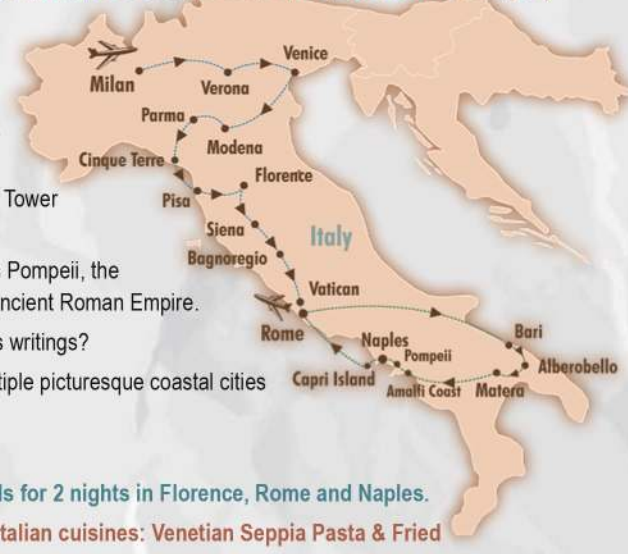 Venice
Milan
Verona
Parma
Modena
Cinque Terre
Florence
Tower
Pisa
Siena
Italy
Pompeii, the
Bagnoregio
ncient Roman Empire.
Vatican
s writings?
Rome
Bari
Naples
Pompeii
Alberobello
tiple picturesque coastal cities
Capri Island
Amalfi Coast
Matera
ls for 2 nights in Florence, Rome and Naples.
talian cuisines: Venetian Seppia Pasta & Fried